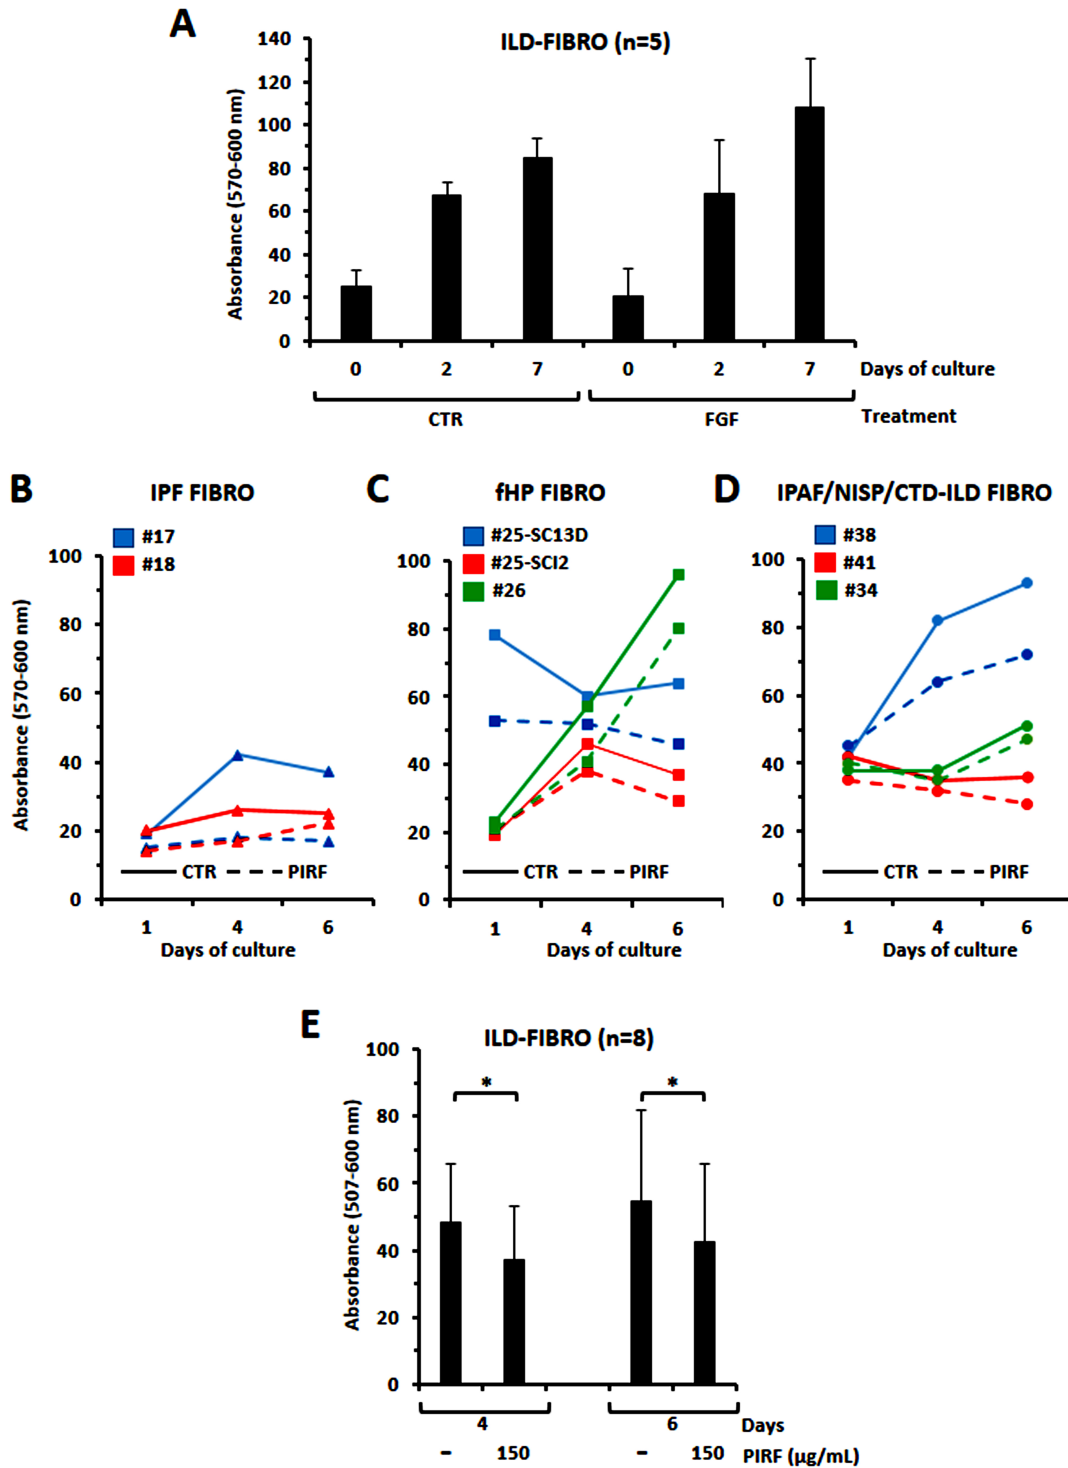 A
ILD-FIBRO (n=5)
Absorbance (570-600 nm)
140
120
100
80
60
40
20
0
0 2 7 0 2 7 Days of culture
CTR FGF Treatment
B
IPF FIBRO
#17
#18
Absorbance (570-600 nm)
100
80
60
40
20
0
CTR PIRF
1 4 6
Days of culture
C
fHP FIBRO
#25-SC13D
#25-SCI2
#26
100
80
60
40
20
0
CTR PIRF
1 4 6
Days of culture
D
IPAF/NISP/CTD-ILD FIBRO
#38
#41
#34
100
80
60
40
20
0
CTR PIRF
1 4 6
Days of culture
E
ILD-FIBRO (n=8)
Absorbance (507-600 nm)
100
80
60
40
20
0
* *
4 6 Days
– 150 – 150 PIRF (µg/mL)